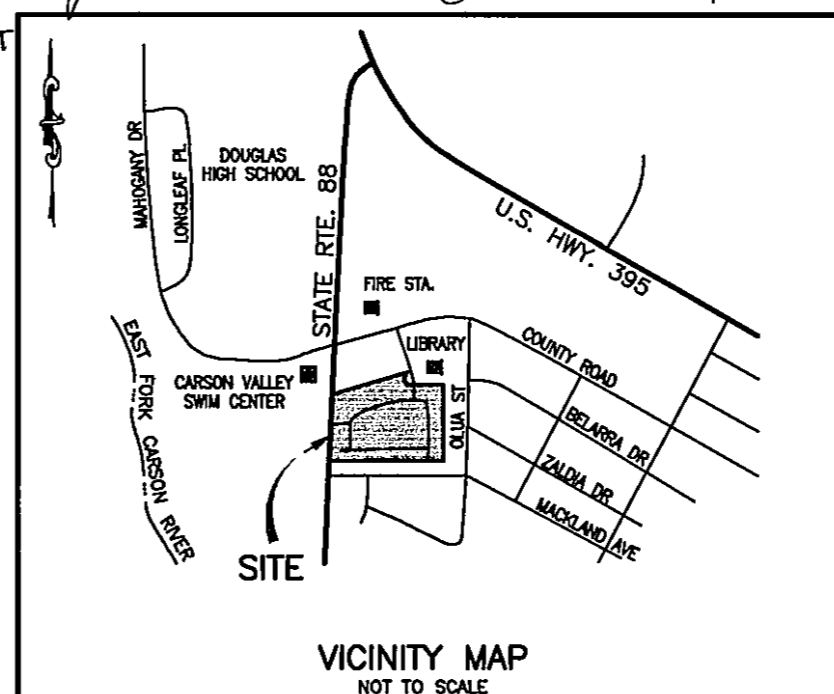 MAHOGANY DR
LONGLEAF PL
DOUGLAS
HIGH SCHOOL
STATE RTE. 88
U.S. HWY. 395
FIRE STA.
LIBRARY
COUNTY ROAD
EAST FORK CARSON RIVER
CARSON VALLEY
SWIM CENTER
OLUA ST
BELARRA DR
ZALDIA DR
MACKLAND AVE
SITE
VICINITY MAP
NOT TO SCALE